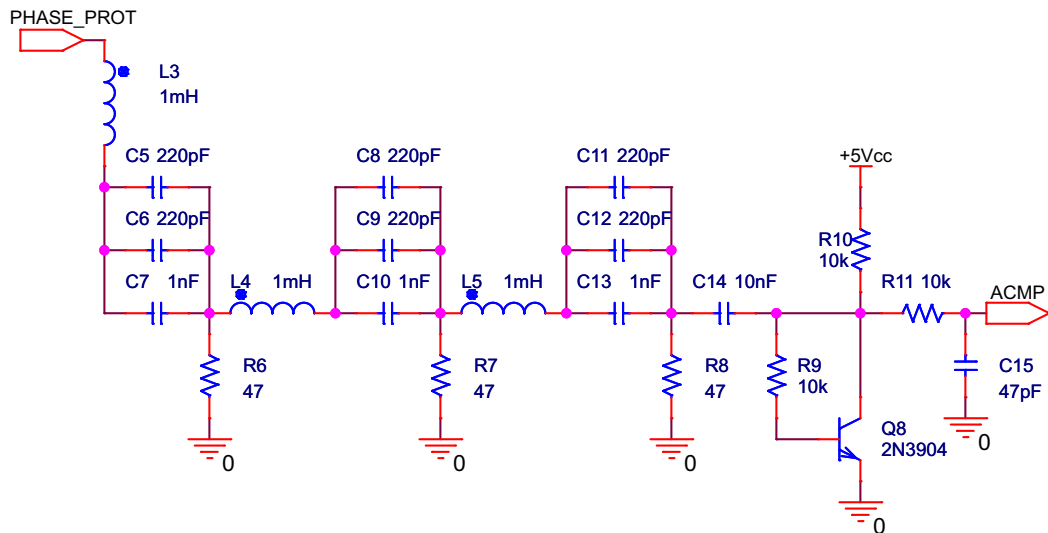 PHASE_PROT
L3
1mH
C5 220pF
C8 220pF
C11 220pF
+5Vcc
C6 220pF
C9 220pF
C12 220pF
R10
10k
C7 1nF
L4 1mH
C10 1nF
L5 1mH
C13 1nF
C14 10nF
R11 10k
ACMP
R6
47
R7
47
R8
47
R9
10k
C15
47pF
Q8
2N3904
0
0
0
0
0